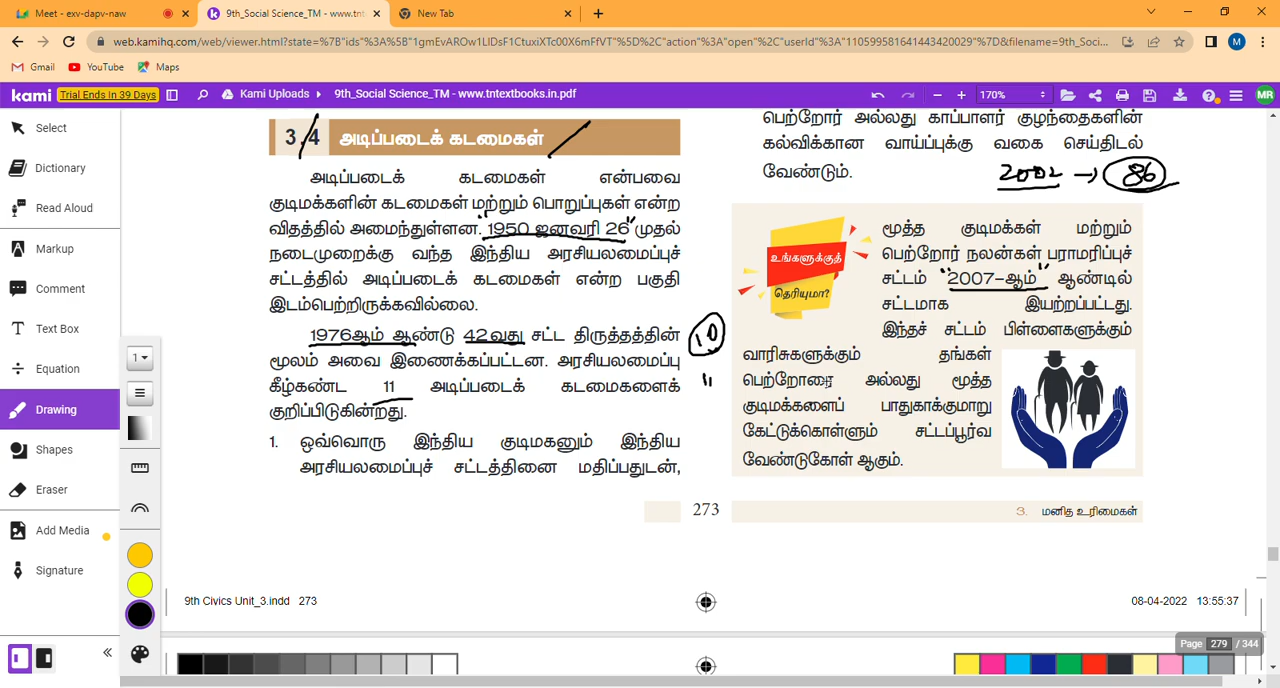 Meet - exv-dapv-naw
9th_Social Science_TM - www.tnt
New Tab
web.kamihq.com/web/viewer.html?state=%7B"ids"%3A%5B"1gmEvAROw1LIDsF1CtuxiXTc00X6mFfVT"%5D%2C"action"%3A"open"%2C"userId"%3A"110599581641443420029"%7D&filename=9th_Soci...
M
Gmail
YouTube
Maps
kami
Trial Ends In 39 Days
Kami Uploads
9th_Social Science_TM - www.tntextbooks.in.pdf
170%
MR
Select
Dictionary
Read Aloud
Markup
Comment
Text Box
Equation
Drawing
Shapes
Eraser
Add Media
Signature
1
3.4 அடிப்படைக் கடமைகள்
அடிப்படைக் கடமைகள் என்பவை
குடிமக்களின் கடமைகள் மற்றும் பொறுப்புகள் என்ற
விதத்தில் அமைந்துள்ளன. "1950 ஜனவரி 26" முதல்
நடைமுறைக்கு வந்த இந்திய அரசியலமைப்புச்
சட்டத்தில் அடிப்படைக் கடமைகள் என்ற பகுதி
இடம்பெற்றிருக்கவில்லை.
1976ஆம் ஆண்டு 42வது சட்ட திருத்தத்தின்
மூலம் அவை இணைக்கப்பட்டன. அரசியலமைப்பு
கீழ்கண்ட 11 அடிப்படைக் கடமைகளைக்
குறிப்பிடுகின்றது.
1. ஒவ்வொரு இந்திய குடிமகனும் இந்திய
அரசியலமைப்புச் சட்டத்தினை மதிப்பதுடன்,
10
11
பெற்றோர் அல்லது காப்பாளர் குழந்தைகளின்
கல்விக்கான வாய்ப்புக்கு வகை செய்திடல்
வேண்டும்.
2002 → 86
உங்களுக்குத்
தெரியுமா?
மூத்த குடிமக்கள் மற்றும்
பெற்றோர் நலன்கள் பராமரிப்புச்
சட்டம் "2007-ஆம்" ஆண்டில்
சட்டமாக இயற்றப்பட்டது.
இந்தச் சட்டம் பிள்ளைகளுக்கும்
வாரிசுகளுக்கும் தங்கள்
பெற்றோரை அல்லது மூத்த
குடிமக்களைப் பாதுகாக்குமாறு
கேட்டுக்கொள்ளும் சட்டப்பூர்வ
வேண்டுகோள் ஆகும்.
273
3. மனித உரிமைகள்
9th Civics Unit_3.indd 273
08-04-2022 13:55:37
Page 279 / 344